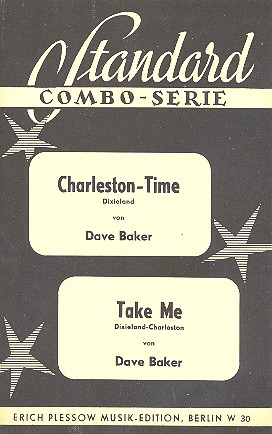 Standard
COMBO-SERIE
Charleston-Time
Dixieland
von
Dave Baker
Take Me
Dixieland-Charleston
von
Dave Baker
ERICH PLESSOW MUSIK-EDITION, BERLIN W 30